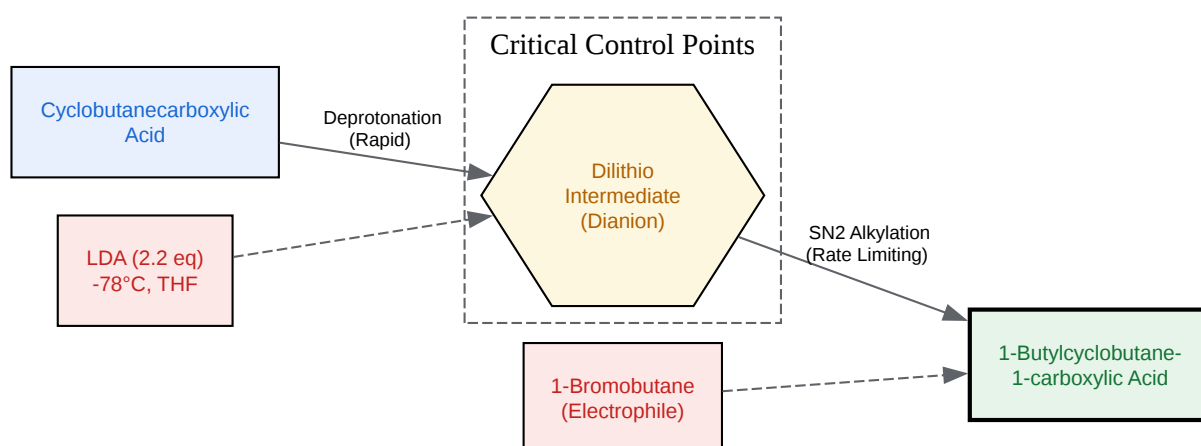 Critical Control Points
Cyclobutanecarboxylic
Acid
Deprotonation
(Rapid)
Dilithio
Intermediate
(Dianion)
LDA (2.2 eq)
-78°C, THF
SN2 Alkylation
(Rate Limiting)
1-Bromobutane
(Electrophile)
1-Butylcyclobutane-
1-carboxylic Acid